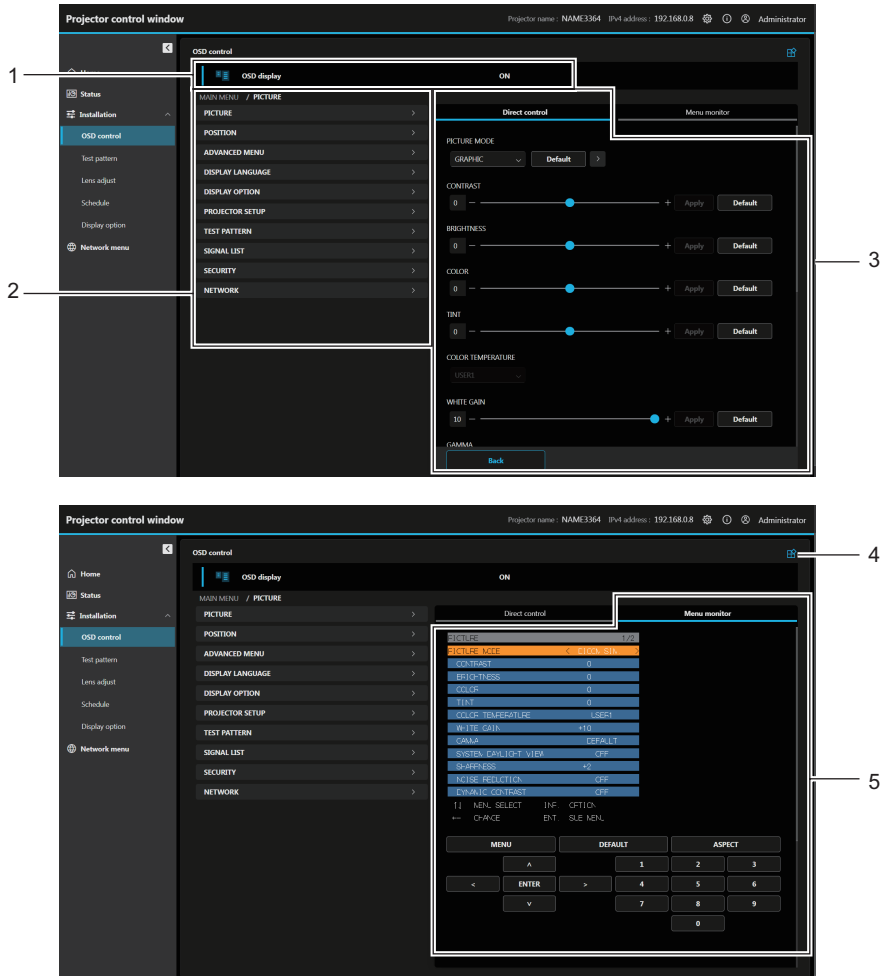 Projector control window
Projector name : NAME3364 IPv4 address : 192.168.0.8 Administrator
OSD control
1
OSD display ON
Status
Installation
OSD control
Test pattern
Lens adjust
Schedule
Display option
Network menu
2
MAIN MENU / PICTURE
PICTURE
POSITION
ADVANCED MENU
DISPLAY LANGUAGE
DISPLAY OPTION
PROJECTOR SETUP
TEST PATTERN
SIGNAL LIST
SECURITY
NETWORK
Direct control Menu monitor
PICTURE MODE
GRAPHIC Default >
CONTRAST
0 − + Apply Default
BRIGHTNESS
0 − + Apply Default
COLOR
0 − + Apply Default
TINT
0 − + Apply Default
COLOR TEMPERATURE
USER1
WHITE GAIN
10 − + Apply Default
GAMMA
Back
3
Projector control window
Projector name : NAME3364 IPv4 address : 192.168.0.8 Administrator
OSD control
4
OSD display ON
Home
Status
Installation
OSD control
Test pattern
Lens adjust
Schedule
Display option
Network menu
MAIN MENU / PICTURE
PICTURE
POSITION
ADVANCED MENU
DISPLAY LANGUAGE
DISPLAY OPTION
PROJECTOR SETUP
TEST PATTERN
SIGNAL LIST
SECURITY
NETWORK
Direct control Menu monitor
PICTURE 1/2
PICTURE MODE DICOM SIM.
CONTRAST 0
BRIGHTNESS 0
COLOR 0
TINT 0
COLOR TEMPERATURE USER1
WHITE GAIN +10
GAMMA DEFAULT
SYSTEM DAYLIGHT VIEW OFF
SHARPNESS +2
NOISE REDUCTION OFF
DYNAMIC CONTRAST OFF
MENU SELECT
CHANGE ENT SUB MENU
MENU DEFAULT ASPECT
1 2 3
< ENTER > 4 5 6
7 8 9
0
5